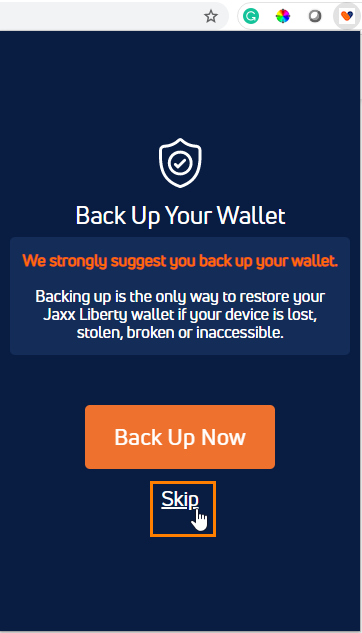 Back Up Your Wallet
We strongly suggest you back up your wallet.
Backing up is the only way to restore your
Jaxx Liberty wallet if your device is lost,
stolen, broken or inaccessible.
Back Up Now
Skip